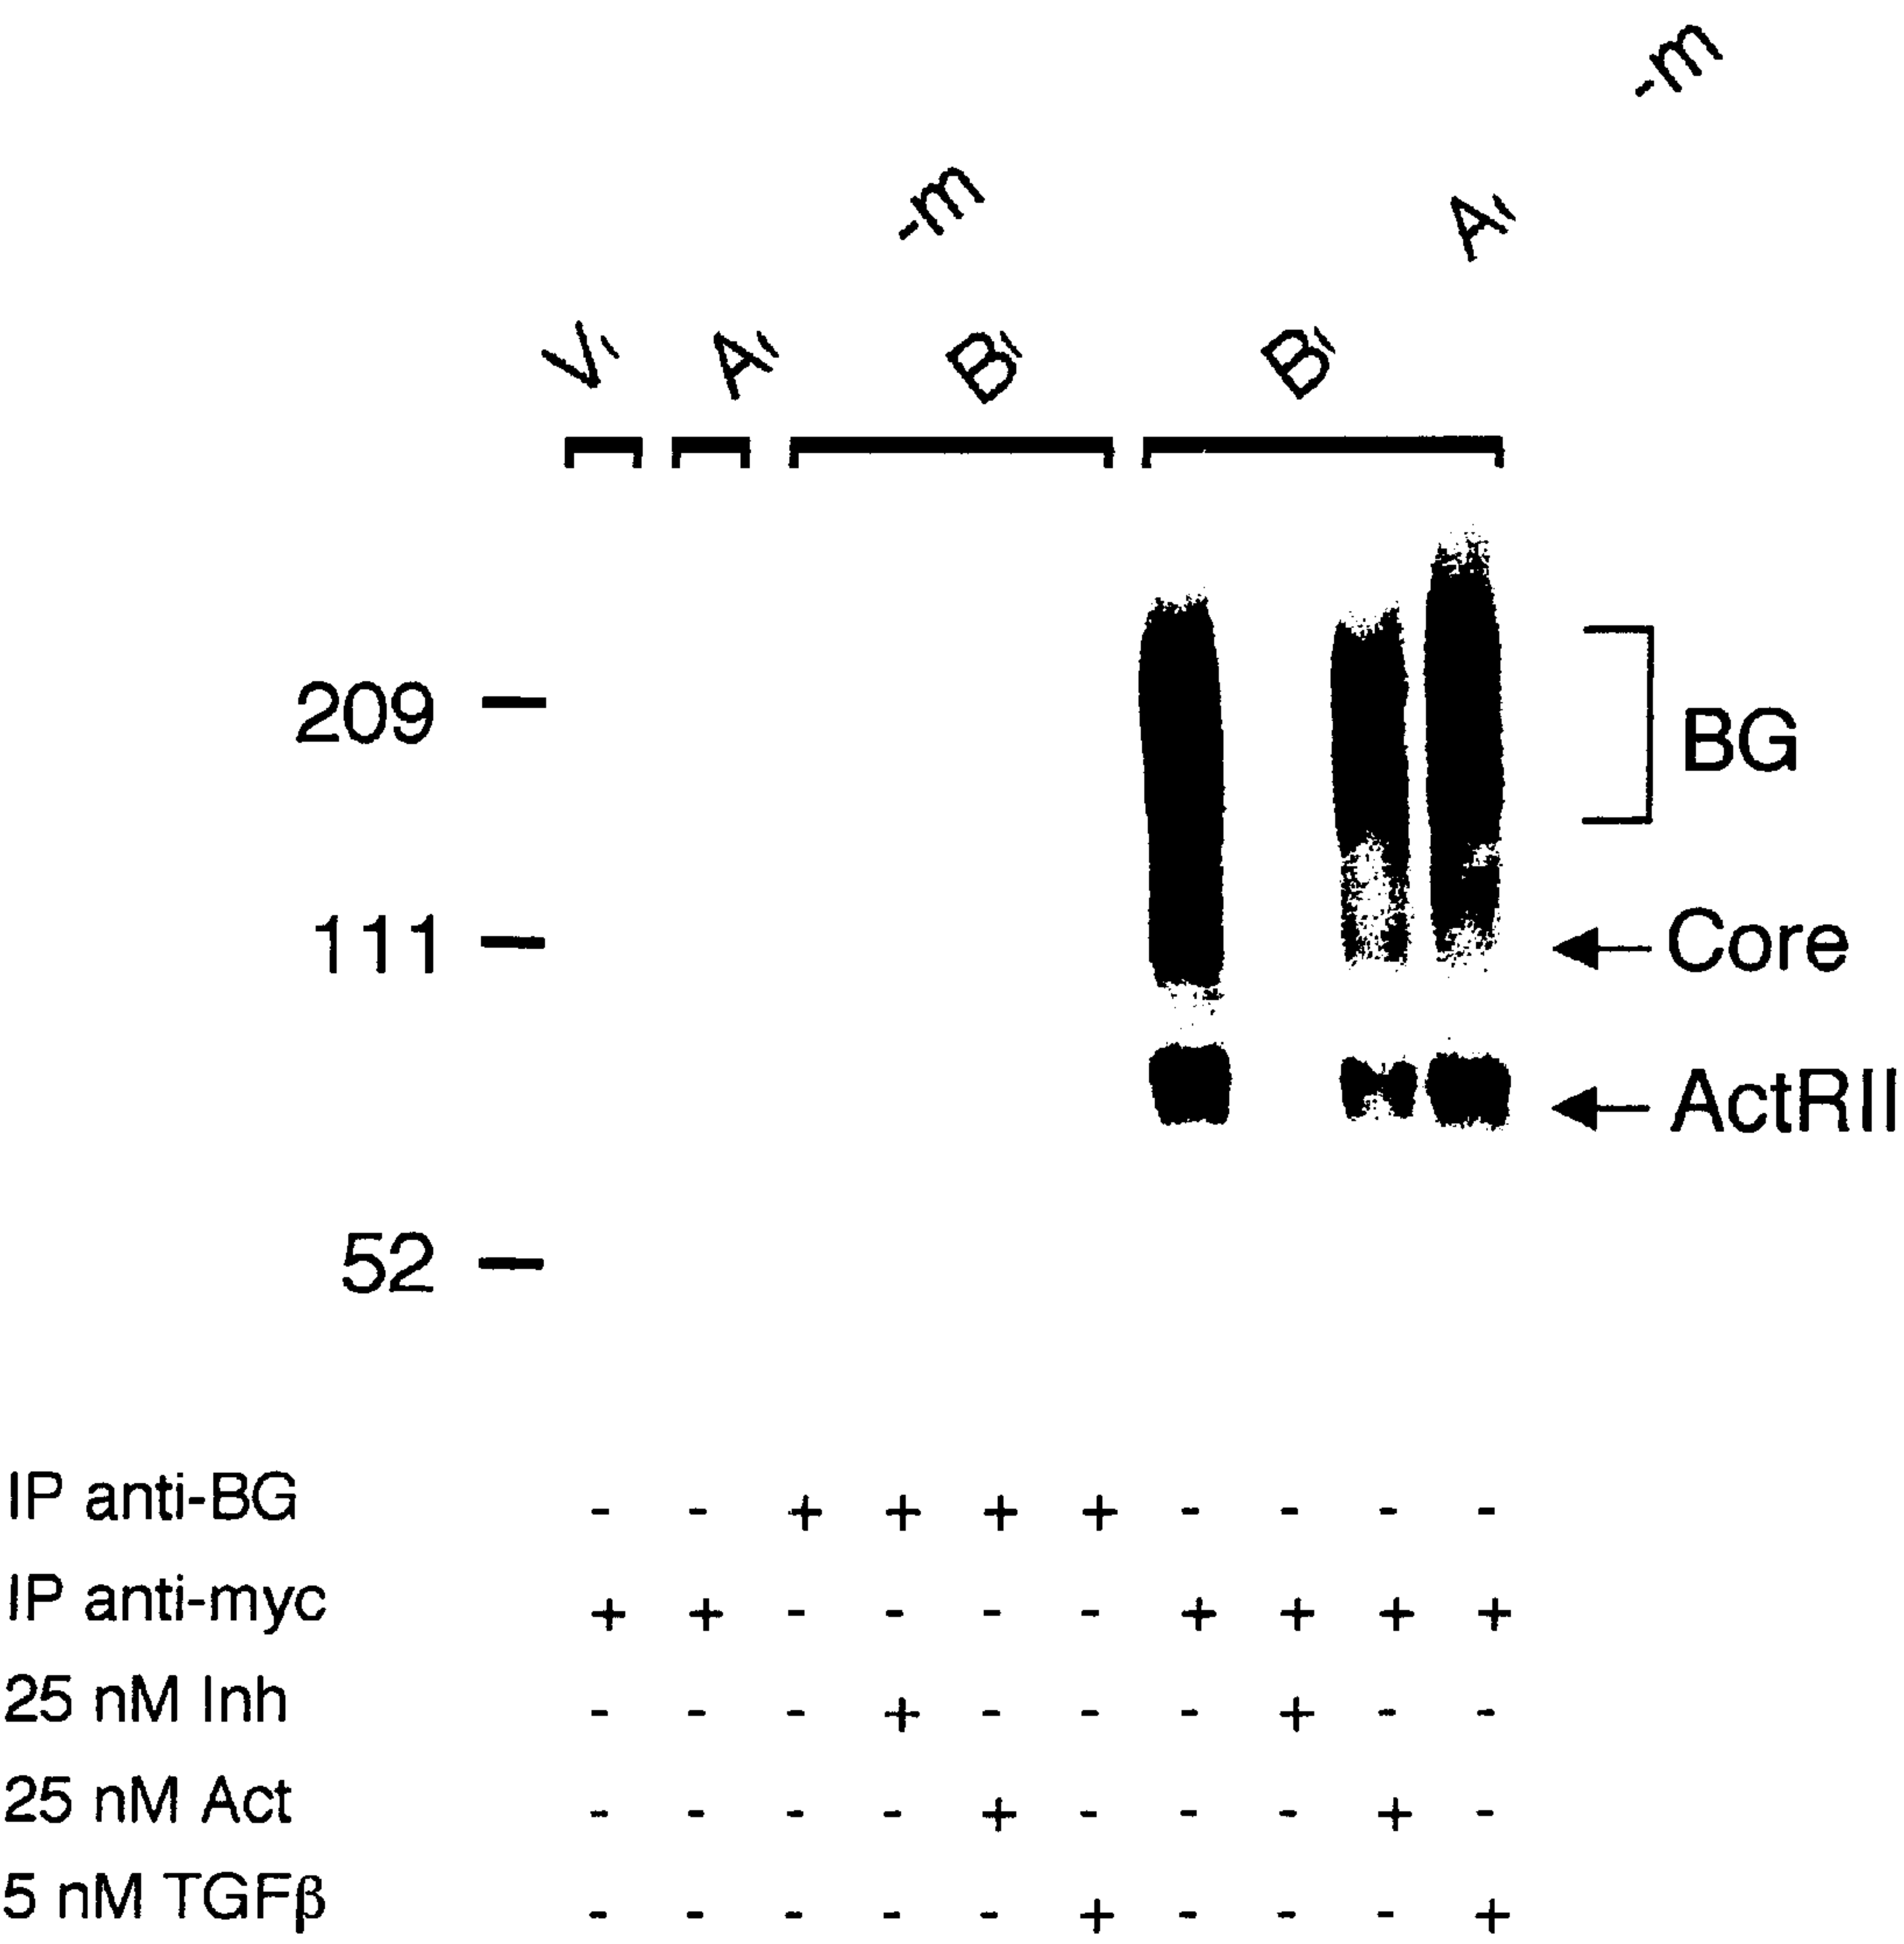 -m
-m
A
V
A
B
B
209
BG
111
Core
ActRII
52
IP anti-BG - - + + + + - - - -
IP anti-myc + + - - - - + + + +
25 nM Inh - - - + - - - + - -
25 nM Act - - - - + - - - + -
5 nM TGFβ - - - - - + - - - +